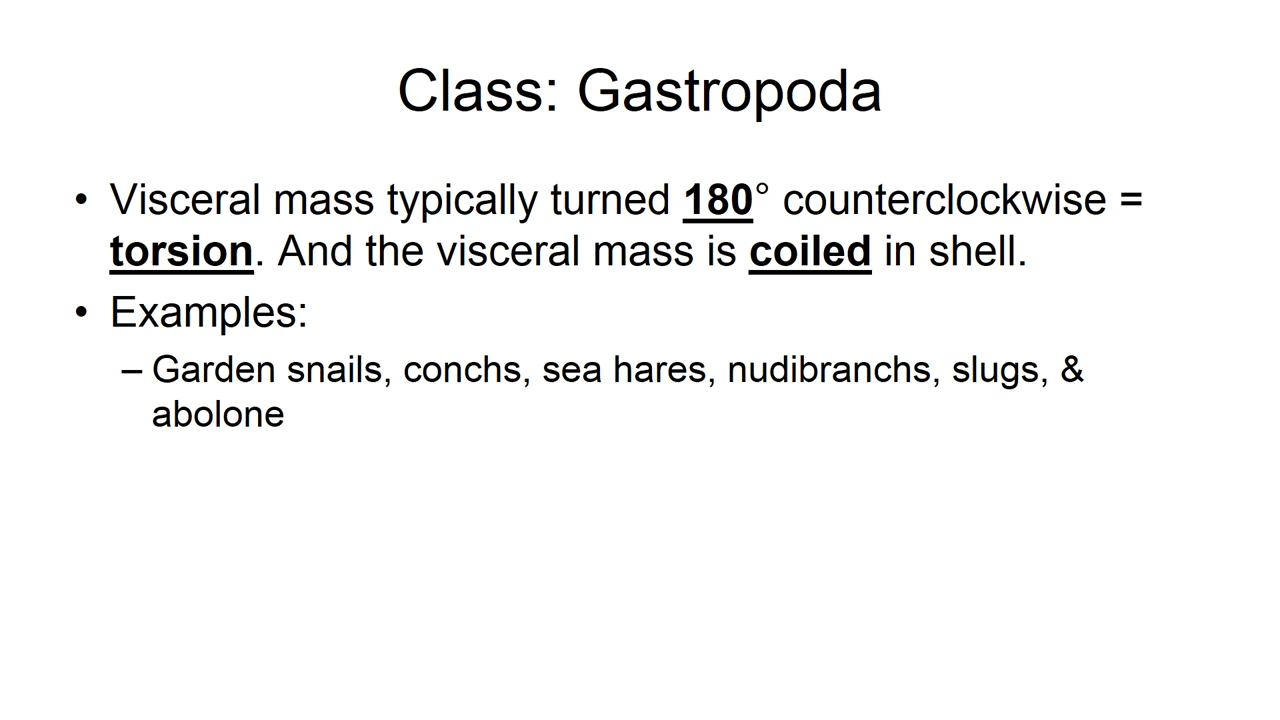 Class: Gastropoda
• Visceral mass typically turned 180° counterclockwise =
torsion. And the visceral mass is coiled in shell.
• Examples:
– Garden snails, conchs, sea hares, nudibranchs, slugs, &
abolone